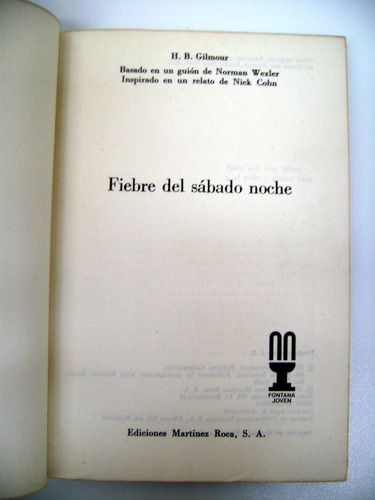 H. B. Gilmour
Basado en un guión de Norman Wexler
Inspirado en un relato de Niek Cohn
Fiebre del sábado noche
FONTANA
JOVEN
Ediciones Martínez Roca, S. A.